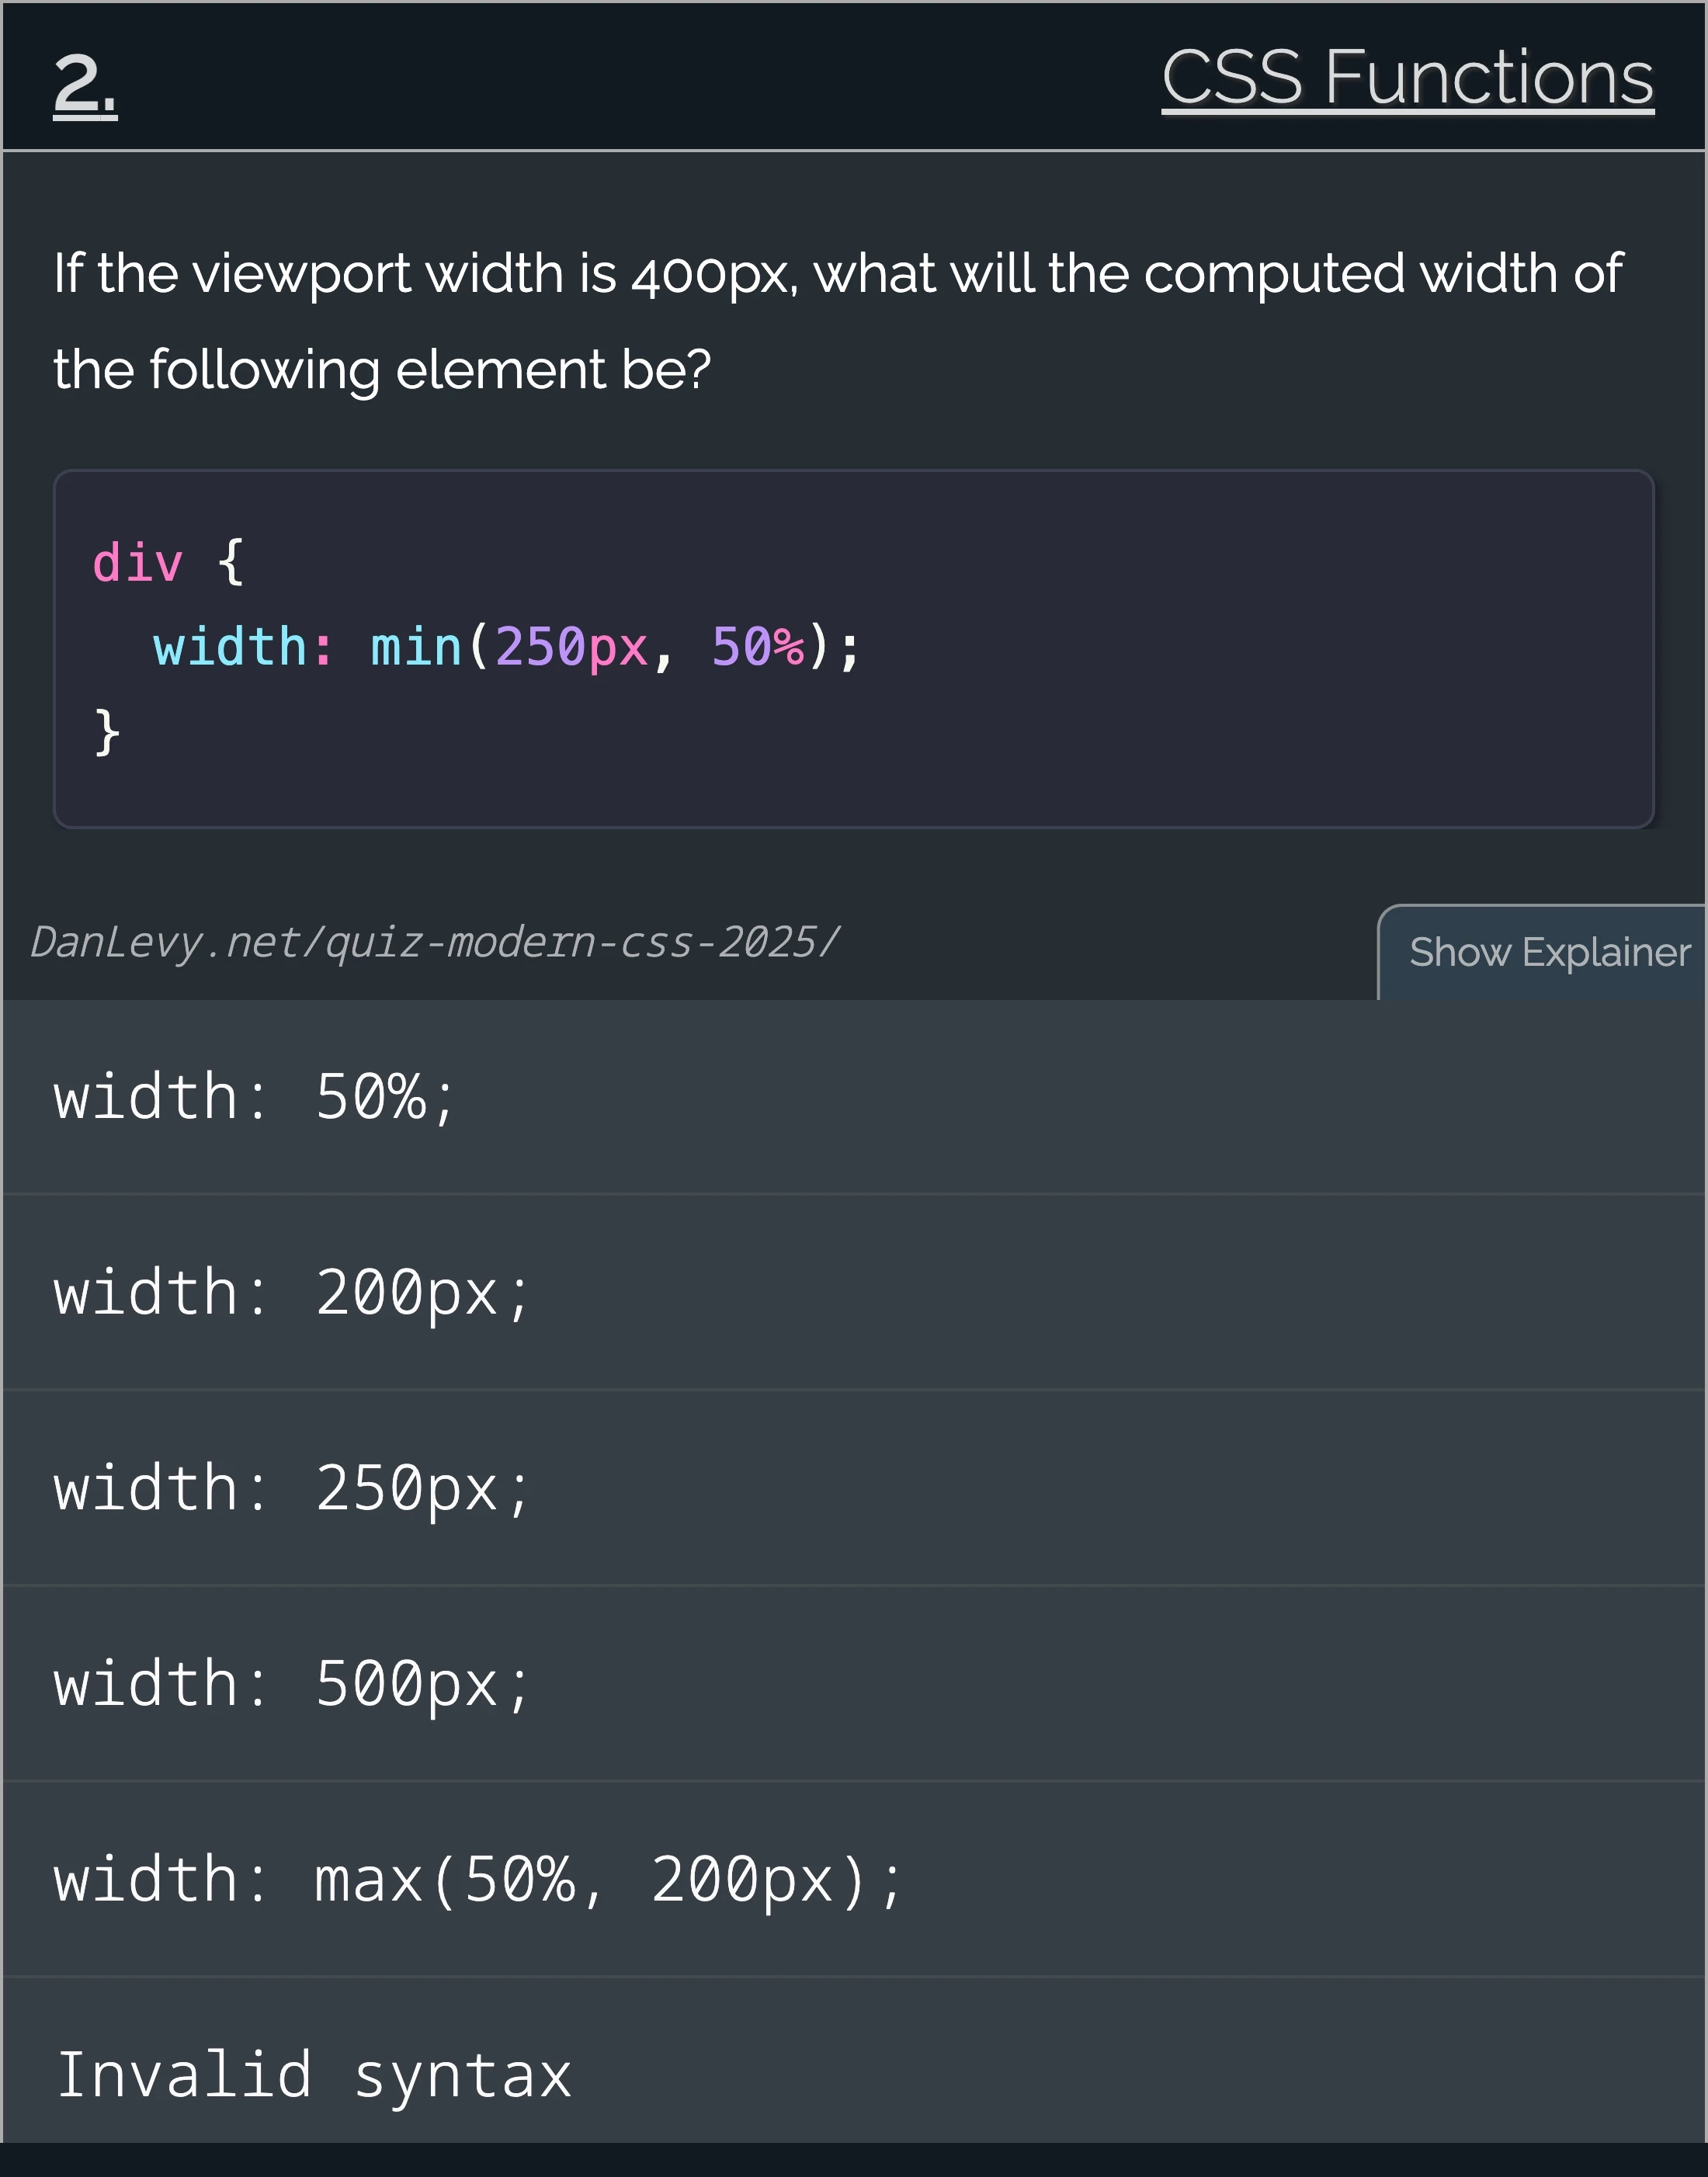 2.
CSS Functions
If the viewport width is 400px, what will the computed width of
the following element be?
div {
  width: min(250px, 50%);
}
DanLevy.net/quiz-modern-css-2025/
Show Explainer
width: 50%;
width: 200px;
width: 250px;
width: 500px;
width: max(50%, 200px);
Invalid syntax